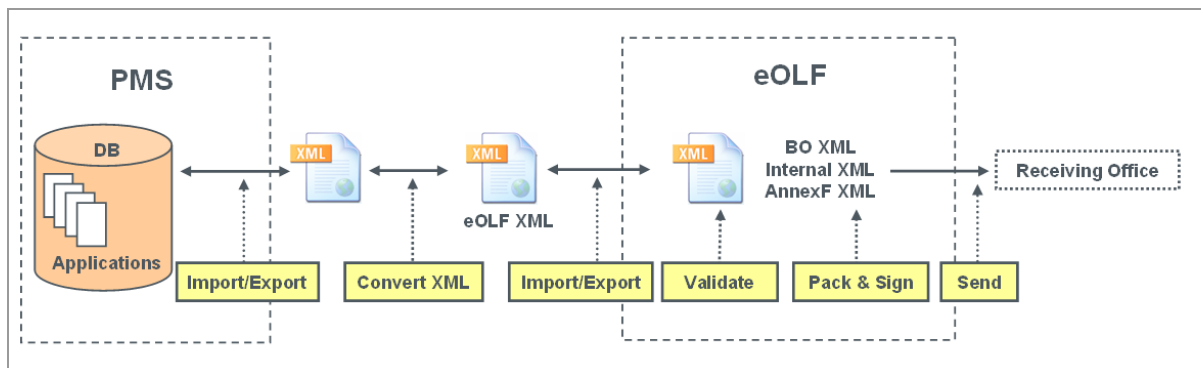 PMS
eOLF
DB
Applications
XML
XML
eOLF XML
XML
BO XML
Internal XML
AnnexF XML
Receiving Office
Import/Export
Convert XML
Import/Export
Validate
Pack & Sign
Send